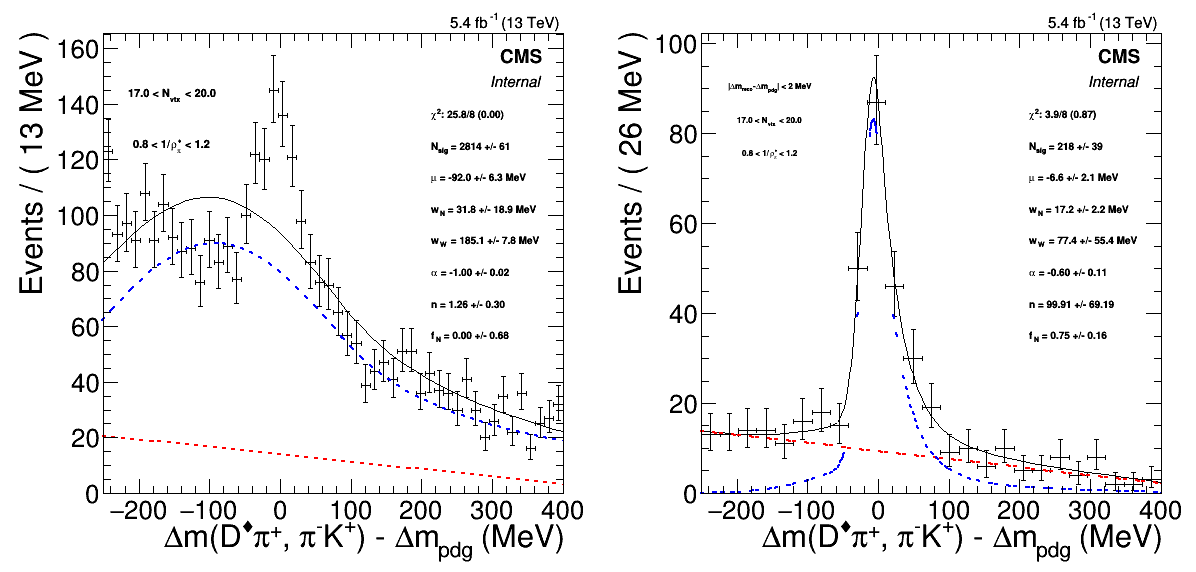 5.4 fb⁻¹ (13 TeV)
CMS
Internal
17.0 < N_vtx < 20.0
0.8 < 1/ρ_π^♦ < 1.2
χ²: 25.8/8 (0.00)
N_sig = 2814 +/- 61
μ = -92.0 +/- 6.3 MeV
w_N = 31.8 +/- 18.9 MeV
w_W = 185.1 +/- 7.8 MeV
α = -1.00 +/- 0.02
n = 1.26 +/- 0.30
f_N = 0.00 +/- 0.68
Events / ( 13 MeV )
160
140
120
100
80
60
40
20
0
−200 −100 0 100 200 300 400
Δm(D^♦π⁺, π⁻K⁺) - Δm_pdg (MeV)
5.4 fb⁻¹ (13 TeV)
CMS
Internal
|Δm_reco-Δm_pdg| < 2 MeV
17.0 < N_vtx < 20.0
χ²: 3.9/8 (0.87)
N_sig = 218 +/- 39
μ = -6.6 +/- 2.1 MeV
w_N = 17.2 +/- 2.2 MeV
w_W = 77.4 +/- 55.4 MeV
α = -0.60 +/- 0.11
n = 99.91 +/- 69.19
f_N = 0.75 +/- 0.16
Events / ( 26 MeV )
100
80
60
40
20
0
−200 −100 0 100 200 300 400
Δm(D^♦π⁺, π⁻K⁺) - Δm_pdg (MeV)